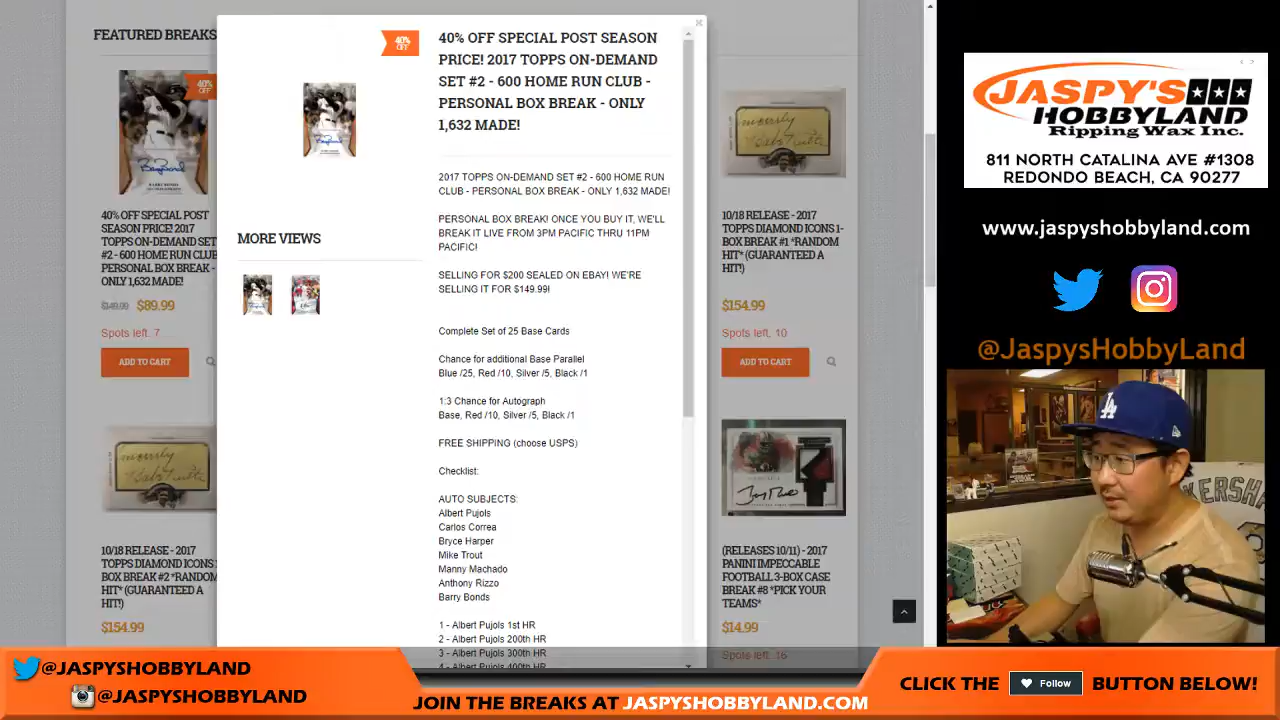 FEATURED BREAKS
40%
OFF
40% OFF SPECIAL POST
SEASON PRICE! 2017
TOPPS ON-DEMAND SET
#2 - 600 HOME RUN CLUB -
PERSONAL BOX BREAK -
ONLY 1,632 MADE!
$149.99 $89.99
Spots left. 7
ADD TO CART
10/18 RELEASE - 2017
TOPPS DIAMOND ICONS 1-
BOX BREAK #2 *RANDOM
HIT* (GUARANTEED A
HIT!)
$154.99
40%
OFF
MORE VIEWS
40% OFF SPECIAL POST SEASON
PRICE! 2017 TOPPS ON-DEMAND
SET #2 - 600 HOME RUN CLUB -
PERSONAL BOX BREAK - ONLY
1,632 MADE!
2017 TOPPS ON-DEMAND SET #2 - 600 HOME RUN
CLUB - PERSONAL BOX BREAK - ONLY 1,632 MADE!
PERSONAL BOX BREAK! ONCE YOU BUY IT, WE'LL
BREAK IT LIVE FROM 3PM PACIFIC THRU 11PM
PACIFIC!
SELLING FOR $200 SEALED ON EBAY! WE'RE
SELLING IT FOR $149.99!
Complete Set of 25 Base Cards
Chance for additional Base Parallel
Blue /25, Red /10, Silver /5, Black /1
1:3 Chance for Autograph
Base, Red /10, Silver /5, Black /1
FREE SHIPPING (choose USPS)
Checklist:
AUTO SUBJECTS:
Albert Pujols
Carlos Correa
Bryce Harper
Mike Trout
Manny Machado
Anthony Rizzo
Barry Bonds
1 - Albert Pujols 1st HR
2 - Albert Pujols 200th HR
3 - Albert Pujols 300th HR
4 - Albert Pujols 400th HR
10/18 RELEASE - 2017
TOPPS DIAMOND ICONS 1-
BOX BREAK #1 *RANDOM
HIT* (GUARANTEED A
HIT!)
$154.99
Spots left. 10
ADD TO CART
(RELEASES 10/11) - 2017
PANINI IMPECCABLE
FOOTBALL 3-BOX CASE
BREAK #8 *PICK YOUR
TEAMS*
$14.99
Spots left. 16
JASPY'S
HOBBYLAND
Ripping Wax Inc.
811 NORTH CATALINA AVE #1308
REDONDO BEACH, CA 90277
www.jaspyshobbyland.com
@JaspysHobbyLand
LA
KERSHA
@JASPYSHOBBYLAND
@JASPYSHOBBYLAND
JOIN THE BREAKS AT JASPYSHOBBYLAND.COM
CLICK THE Follow BUTTON BELOW!